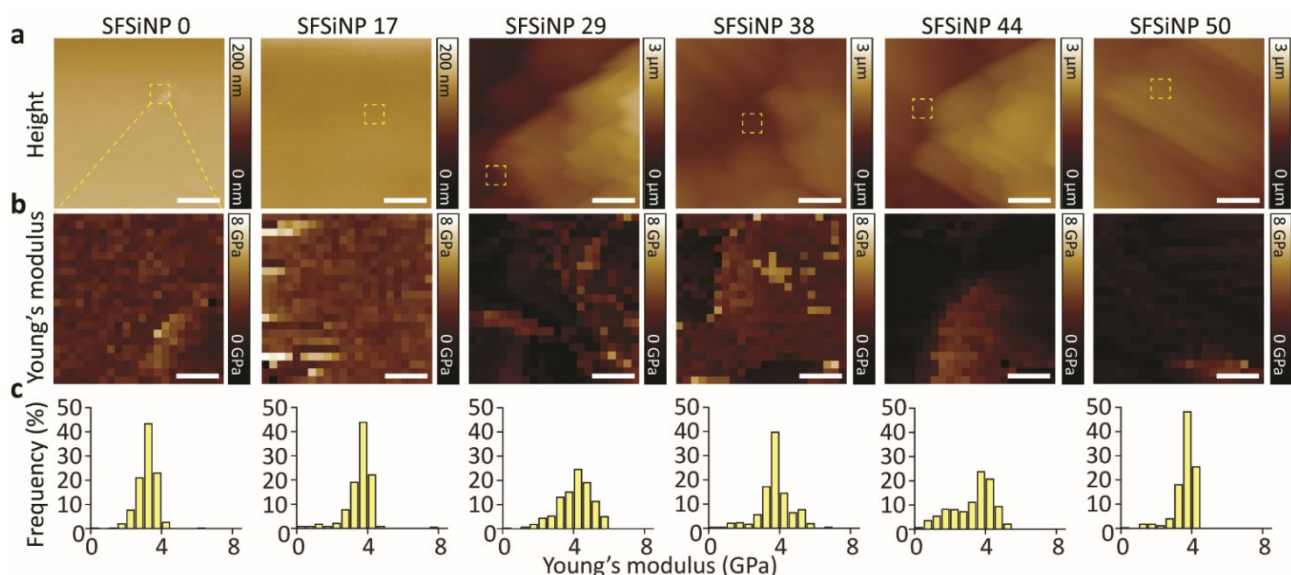 SFSiNP 0 SFSiNP 17 SFSiNP 29 SFSiNP 38 SFSiNP 44 SFSiNP 50
a
Height
200 nm 0 nm 200 nm 0 nm 3 µm 0 µm 3 µm 0 µm 3 µm 0 µm 3 µm 0 µm
b
Young's modulus
8 GPa 0 GPa 8 GPa 0 GPa 8 GPa 0 GPa 8 GPa 0 GPa 8 GPa 0 GPa 8 GPa 0 GPa
c
Frequency (%)
50 50 50 50 50 50
40 40 40 40 40 40
30 30 30 30 30 30
20 20 20 20 20 20
10 10 10 10 10 10
0 4 8 0 4 8 0 4 8 0 4 8 0 4 8 0 4 8
Young's modulus (GPa)